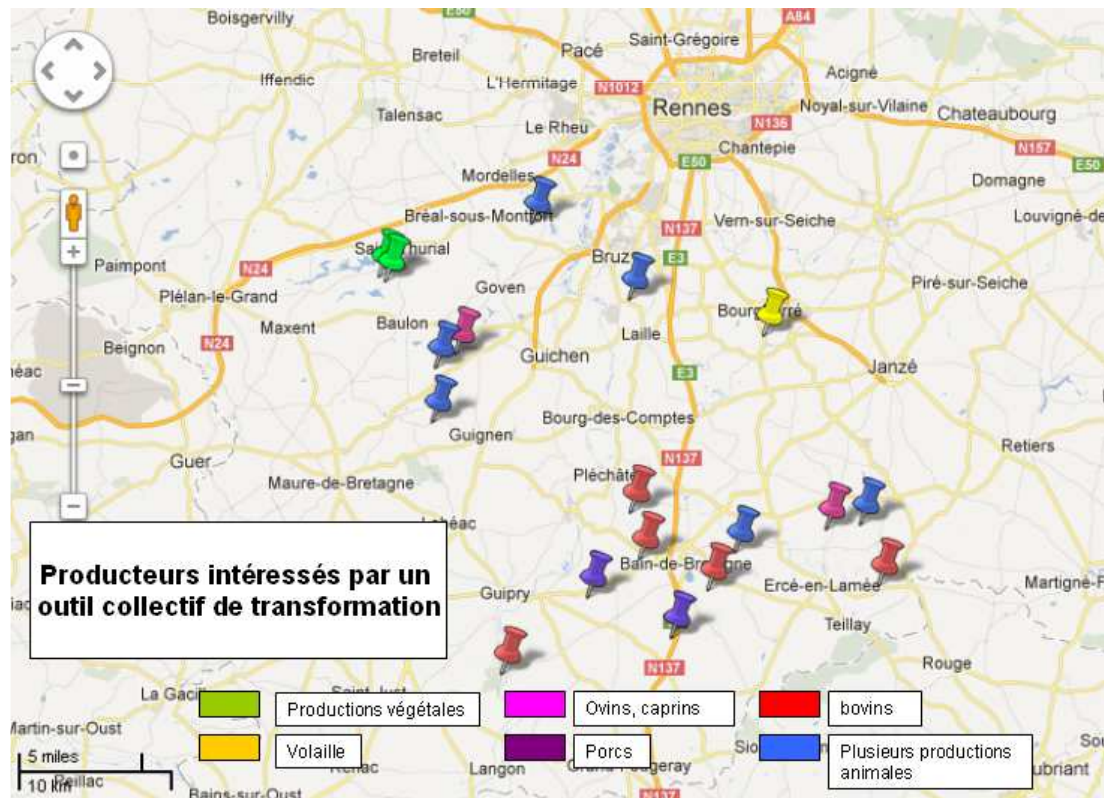 Boisgervilly
E50
A84
Saint-Grégoire
Breteil
Pacé
Iffendic
L'Hermitage
Acigné
N1012
Rennes
Noyal-sur-Vilaine
Talensac
Chateaubourg
Le Rheu
N136
Chantepie
N157
N24
E50
E50
Mordelles
Domagne
Bréal-sous-Montfort
Vern-sur-Seiche
Louvigné-de
N137
Paimpont
Bruz
E3
N24
Goven
Piré-sur-Seiche
Plélan-le-Grand
Maxent
Baulon
Laille
Beignon
N24
Guichen
Janzé
E3
Bourg-des-Comptes
Guignen
Retiers
Guer
N137
Pléchâtel
Maure-de-Bretagne
Bain-de-Bretagne
Producteurs intéressés par un
outil collectif de transformation
Guipry
Ercé-en-Lamée
Martigné-F
Teillay
N137
Rouge
La Gacil
Productions végétales
Ovins, caprins
bovins
Martin-sur-Oust
Volaille
Porcs
Plusieurs productions
animales
5 miles
10 km
Langon
Bains-sur-Oust
N137